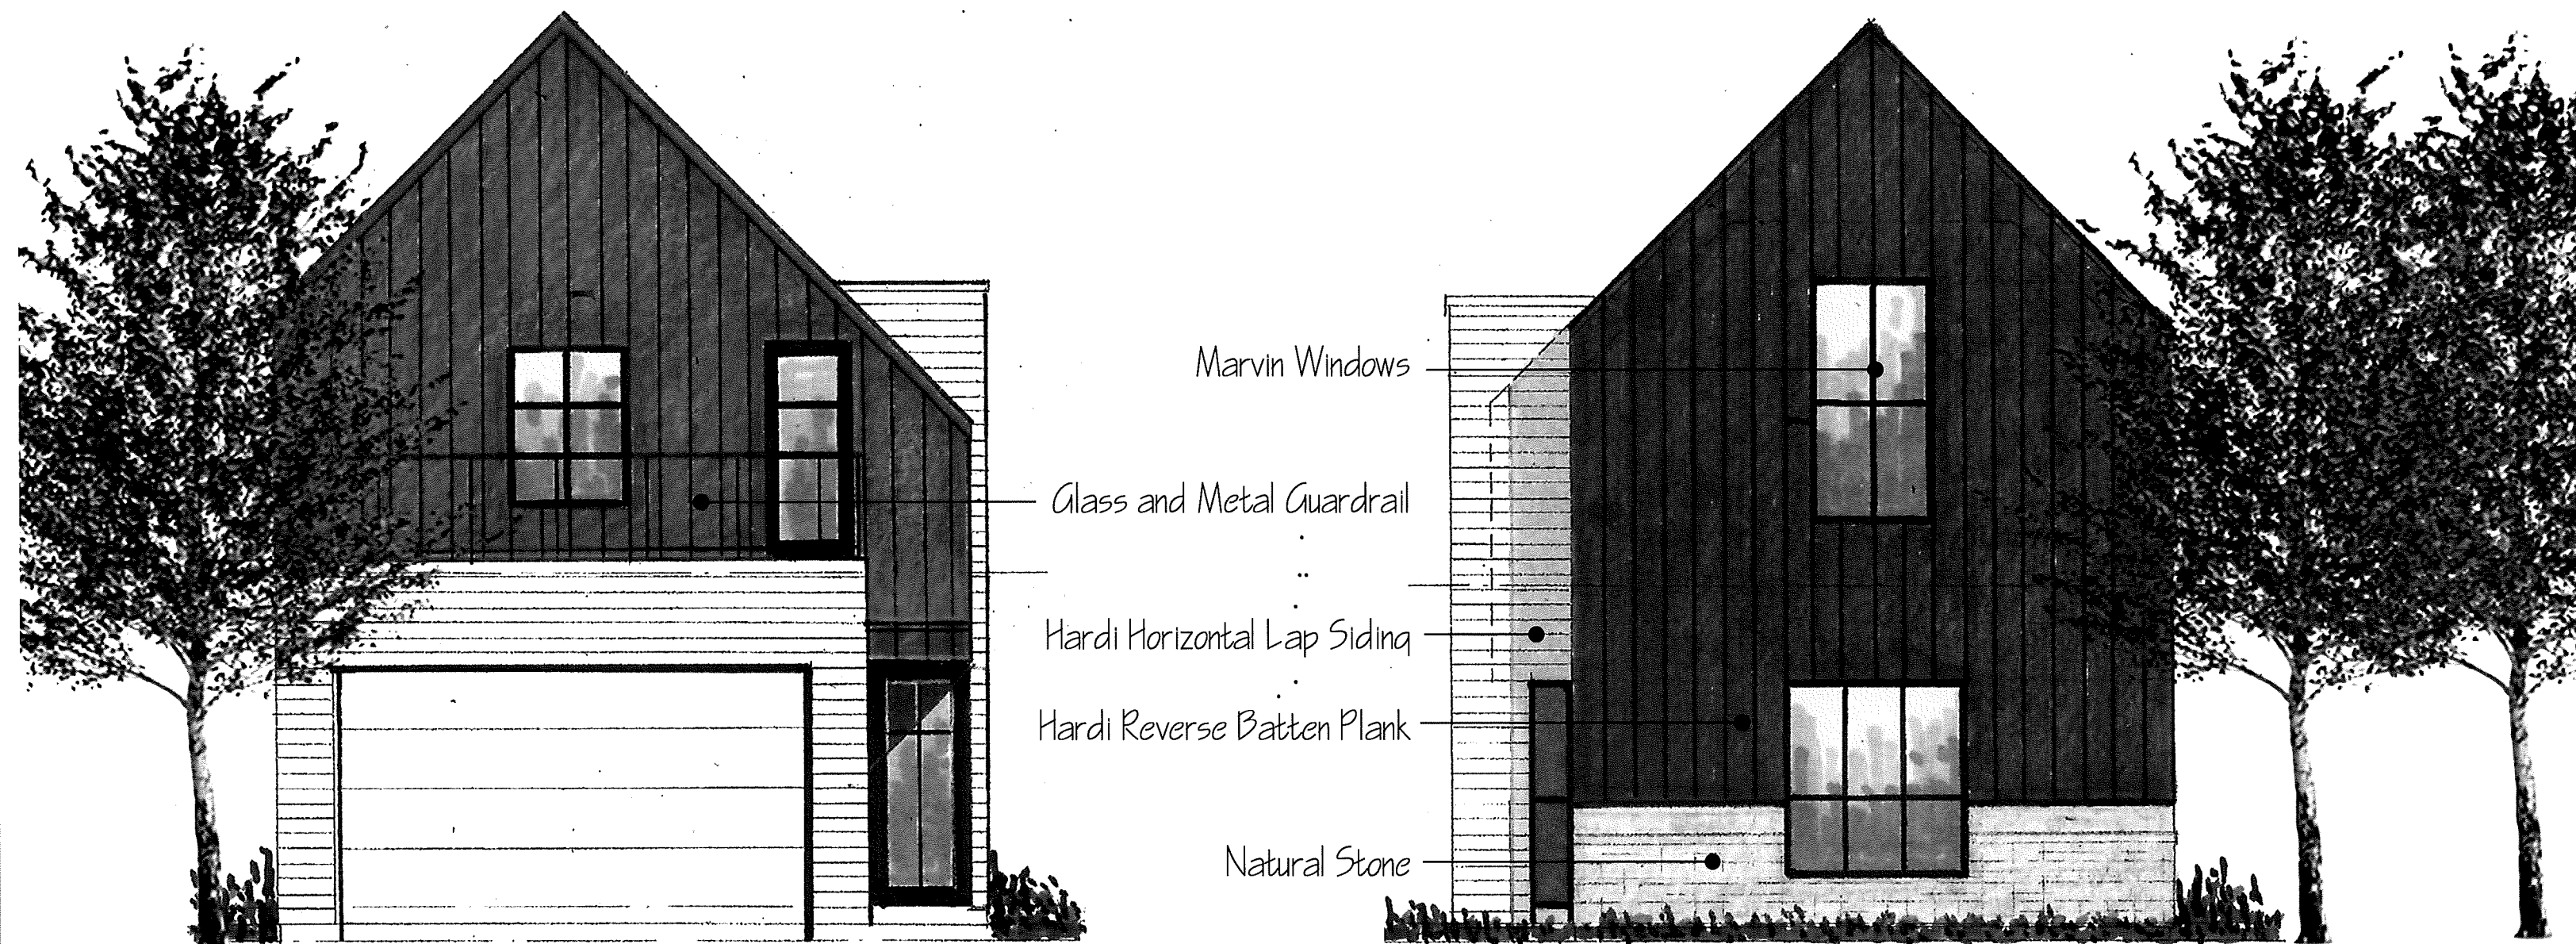 Marvin Windows
Glass and Metal Guardrail
Hardi Horizontal Lap Siding
Hardi Reverse Batten Plank
Natural Stone